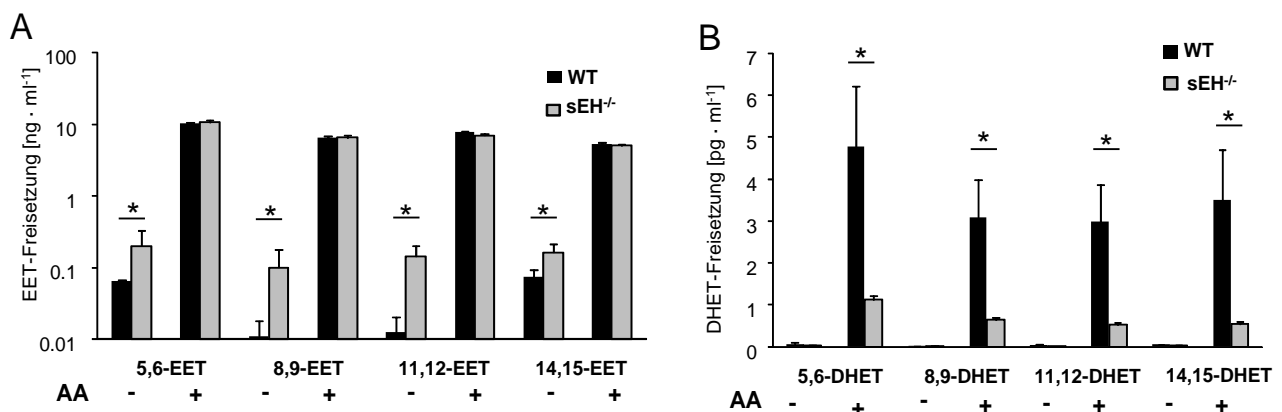 A
EET-Freisetzung [ng · ml-1]
100
10
1
0.1
0.01
WT
sEH-/-
* * * *
5,6-EET 8,9-EET 11,12-EET 14,15-EET
AA - + - + - + - +
B
DHET-Freisetzung [pg · ml-1]
7
6
5
4
3
2
1
0
WT
sEH-/-
* * * *
5,6-DHET 8,9-DHET 11,12-DHET 14,15-DHET
AA - + - + - + - +